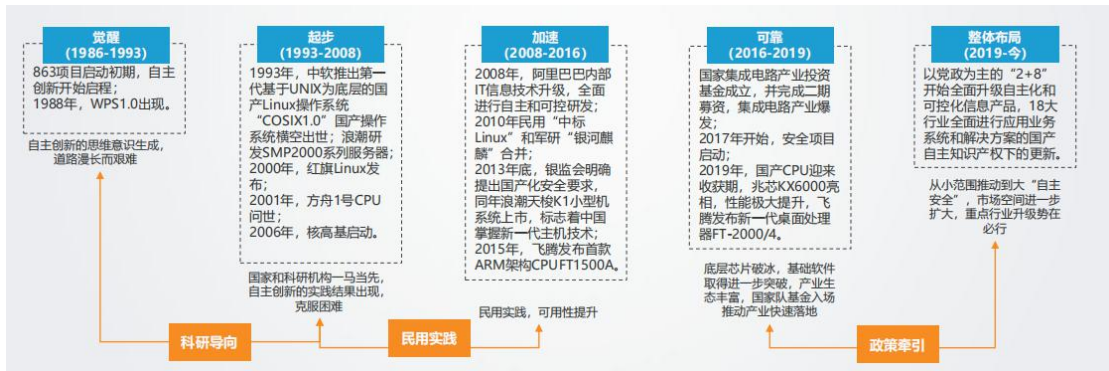 觉醒
(1986-1993)
863项目启动初期，自主
创新开始启程；
1988年，WPS1.0出现。
自主创新的思维意识生成，
道路漫长而艰难
起步
(1993-2008)
1993年，中软推出第一
代基于UNIX为底层的国
产Linux操作系统
“COSIX1.0”国产操作
系统横空出世；浪潮研
发SMP2000系列服务器；
2000年，红旗Linux发
布；
2001年，方舟1号CPU
问世；
2006年，核高基启动。
国家和科研机构一马当先，
自主创新的实践结果出现，
克服困难
加速
(2008-2016)
2008年，阿里巴巴内部
IT信息技术升级，全面
进行自主和可控研发；
2010年民用“中标
Linux”和军研“银河麒
麟”合并；
2013年底，银监会明确
提出国产化安全要求，
同年浪潮天梭K1小型机
系统上市，标志着中国
掌握新一代主机技术；
2015年，飞腾发布首款
ARM架构CPUFT1500A。
民用实践，可用性提升
可靠
(2016-2019)
国家集成电路产业投资
基金成立，并完成二期
募资，集成电路产业爆
发；
2017年开始，安全项目
启动；
2019年，国产CPU迎来
收获期，兆芯KX6000亮
相，性能极大提升，飞
腾发布新一代桌面处理
器FT-2000/4。
底层芯片破冰，基础软件
取得进一步突破，产业生
态丰富，国家队基金入场
推动产业快速落地
整体布局
(2019-今)
以党政为主的“2+8”
开始全面升级自主化和
可控化信息产品，18大
行业全面进行应用业务
系统和解决方案的国产
自主知识产权下的更新。
从小范围推动到大“自主
安全”，市场空间进一步
扩大，重点行业升级势在
必行
科研导向
民用实践
政策牵引